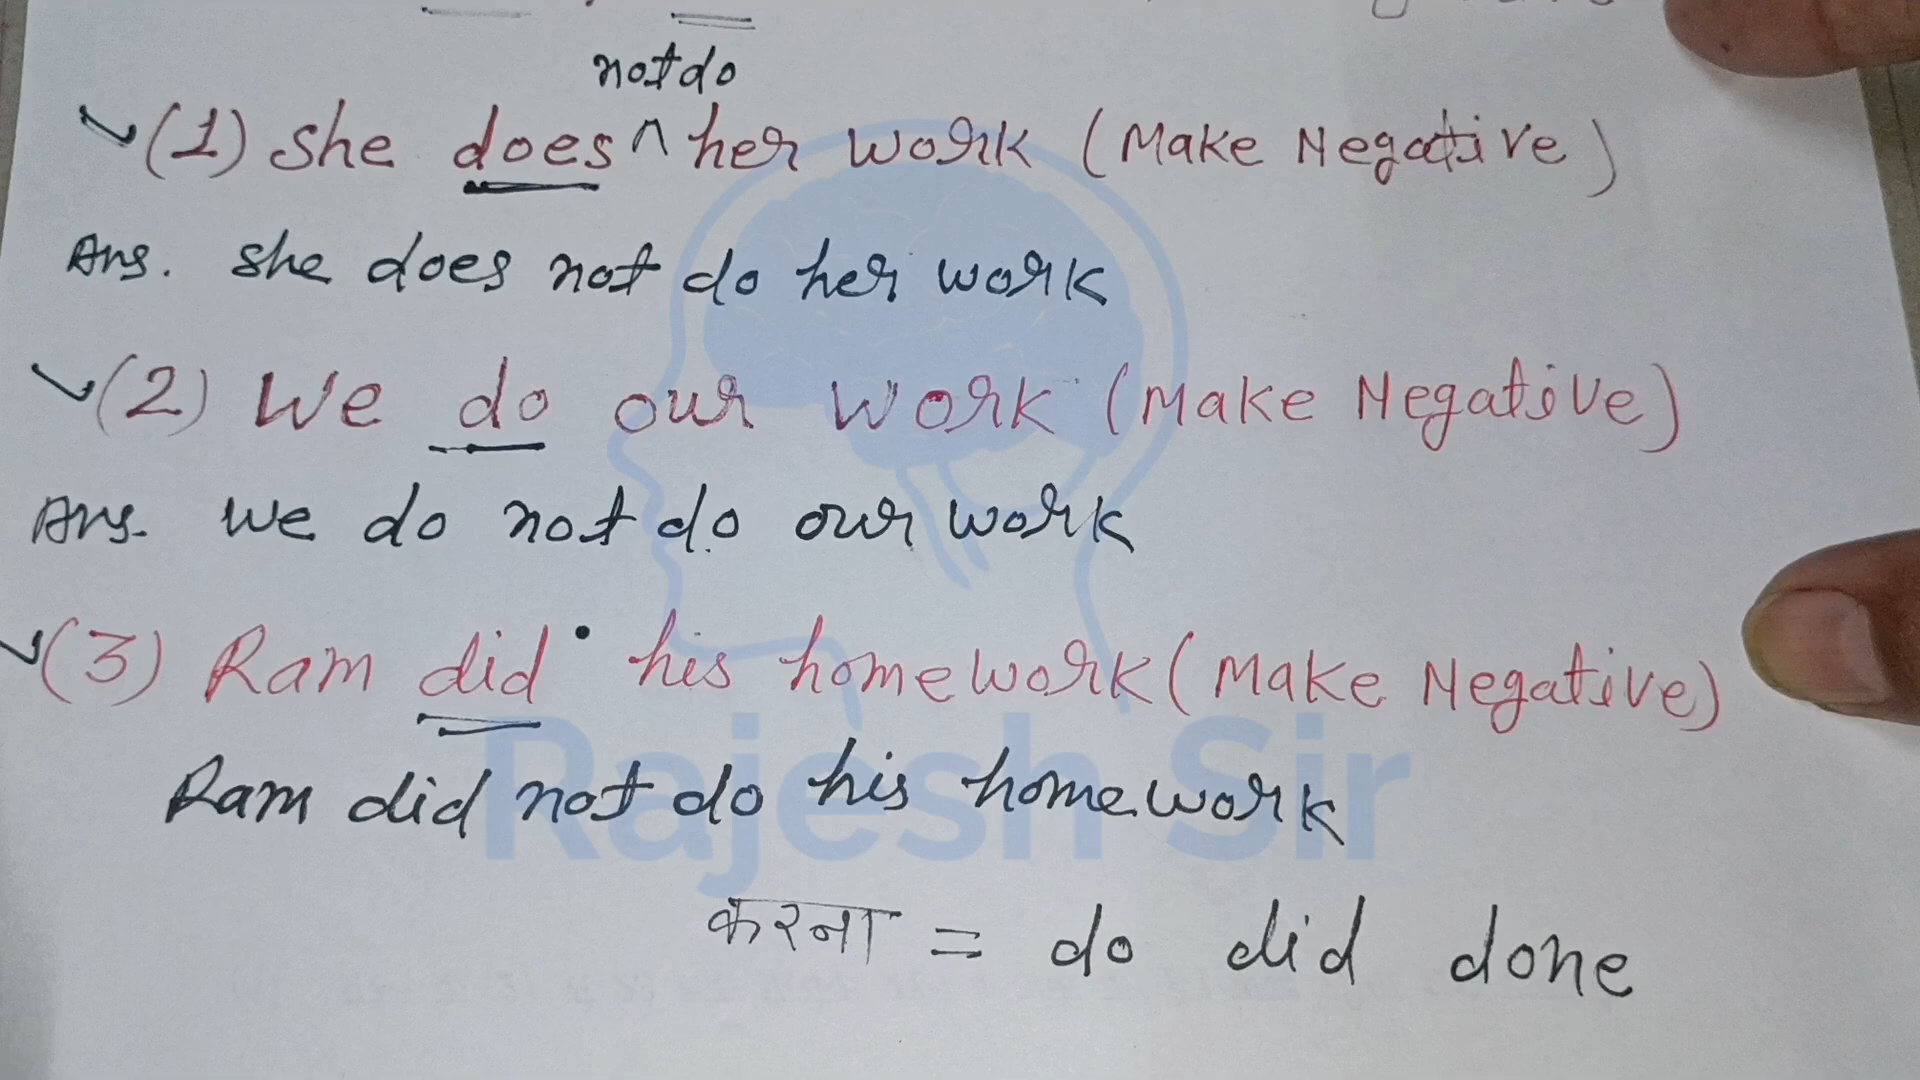 not do
(1) She does ^ her work (Make Negative)
Ans. She does not do her work
(2) We do our work (Make Negative)
Ans. We do not do our work
(3) Ram did his homework (Make Negative)
Ram did not do his homework
Rajesh Sir
करना = do did done